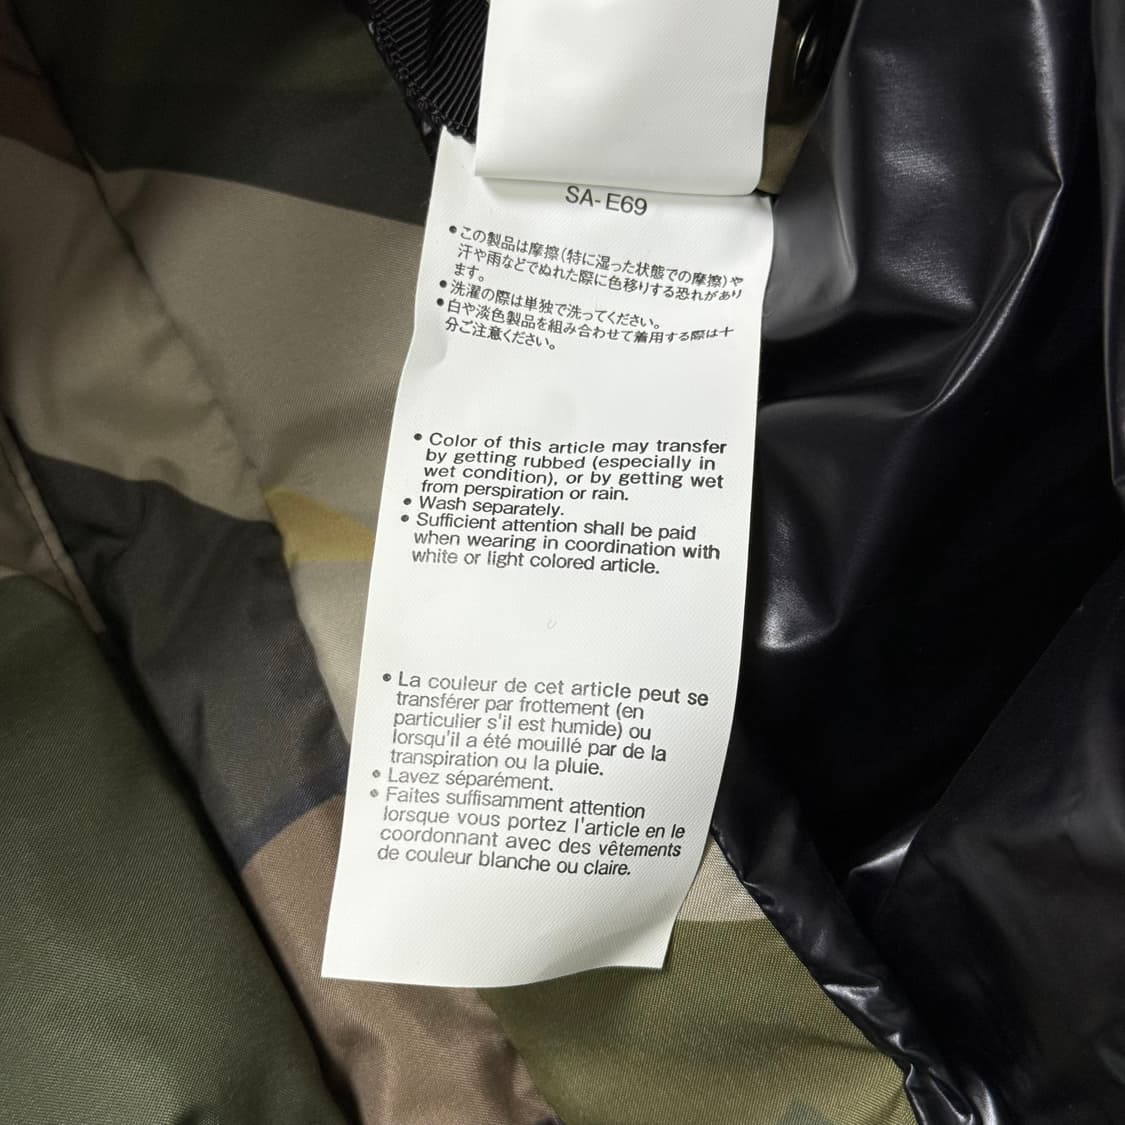 SA-E69
•この製品は摩擦(特に湿った状態での摩擦)や
汗や雨などでぬれた際に色移りする恐れがあり
ます。
•洗濯の際は単独で洗ってください。
•白や淡色製品を組み合わせて着用する際は十
分ご注意ください。
• Color of this article may transfer
by getting rubbed (especially in
wet condition), or by getting wet
from perspiration or rain.
• Wash separately.
• Sufficient attention shall be paid
when wearing in coordination with
white or light colored article.
• La couleur de cet article peut se
transférer par frottement (en
particulier s'il est humide) ou
lorsqu'il a été mouillé par de la
transpiration ou la pluie.
• Lavez séparément.
• Faites suffisamment attention
lorsque vous portez l'article en le
coordonnant avec des vêtements
de couleur blanche ou claire.